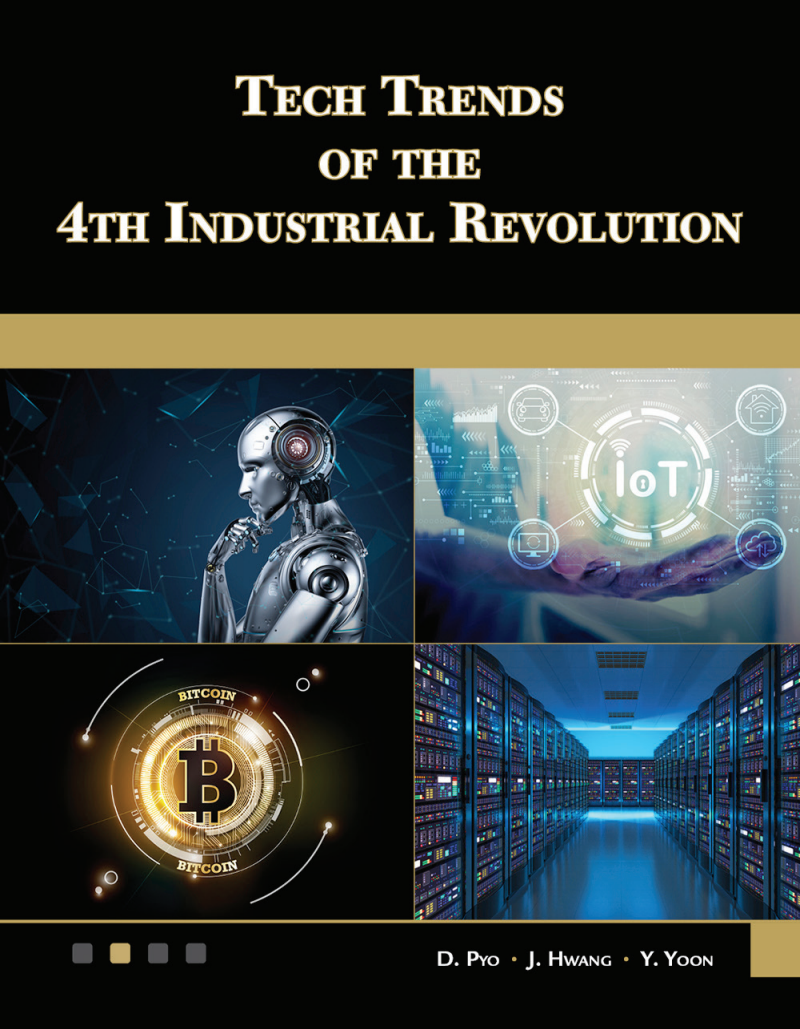 Tech Trends
of the
4th Industrial Revolution
IoT
BITCOIN
B
BITCOIN
D. Pyo • J. Hwang • Y. Yoon